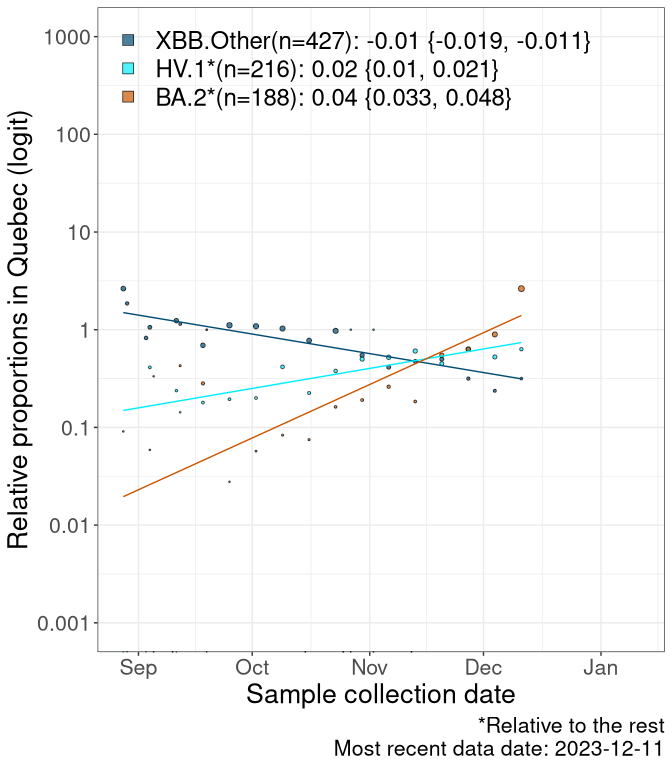 XBB.Other(n=427): -0.01 {-0.019, -0.011}
HV.1*(n=216): 0.02 {0.01, 0.021}
BA.2*(n=188): 0.04 {0.033, 0.048}
Relative proportions in Quebec (logit)
1000
100
10
1
0.1
0.01
0.001
Sep Oct Nov Dec Jan
Sample collection date
*Relative to the rest
Most recent data date: 2023-12-11